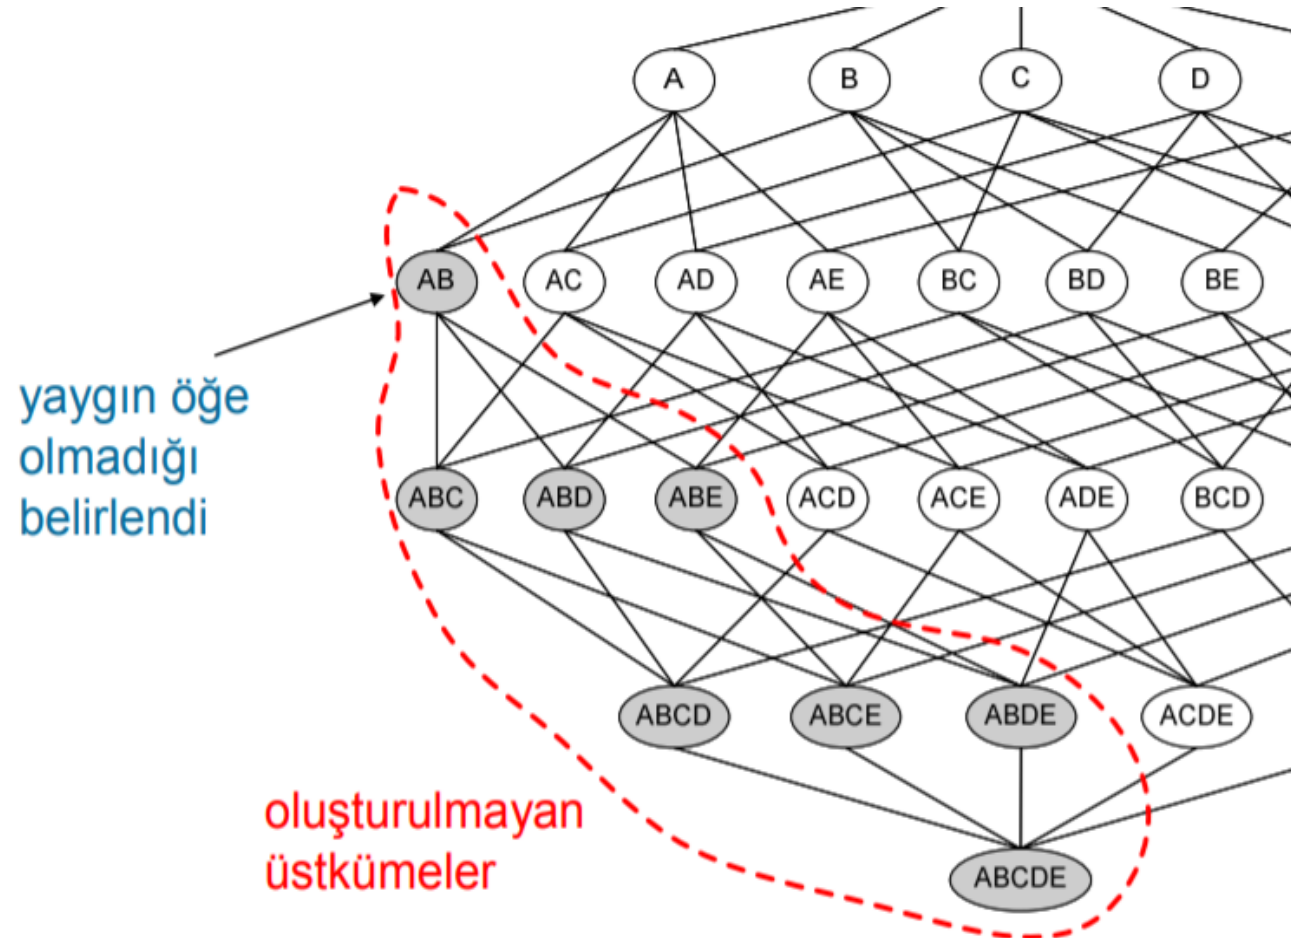 A B C D
AB AC AD AE BC BD BE
yaygın öğe
olmadığı
belirlendi
ABC ABD ABE ACD ACE ADE BCD
ABCD ABCE ABDE ACDE
oluşturulmayan
üstkümeler
ABCDE